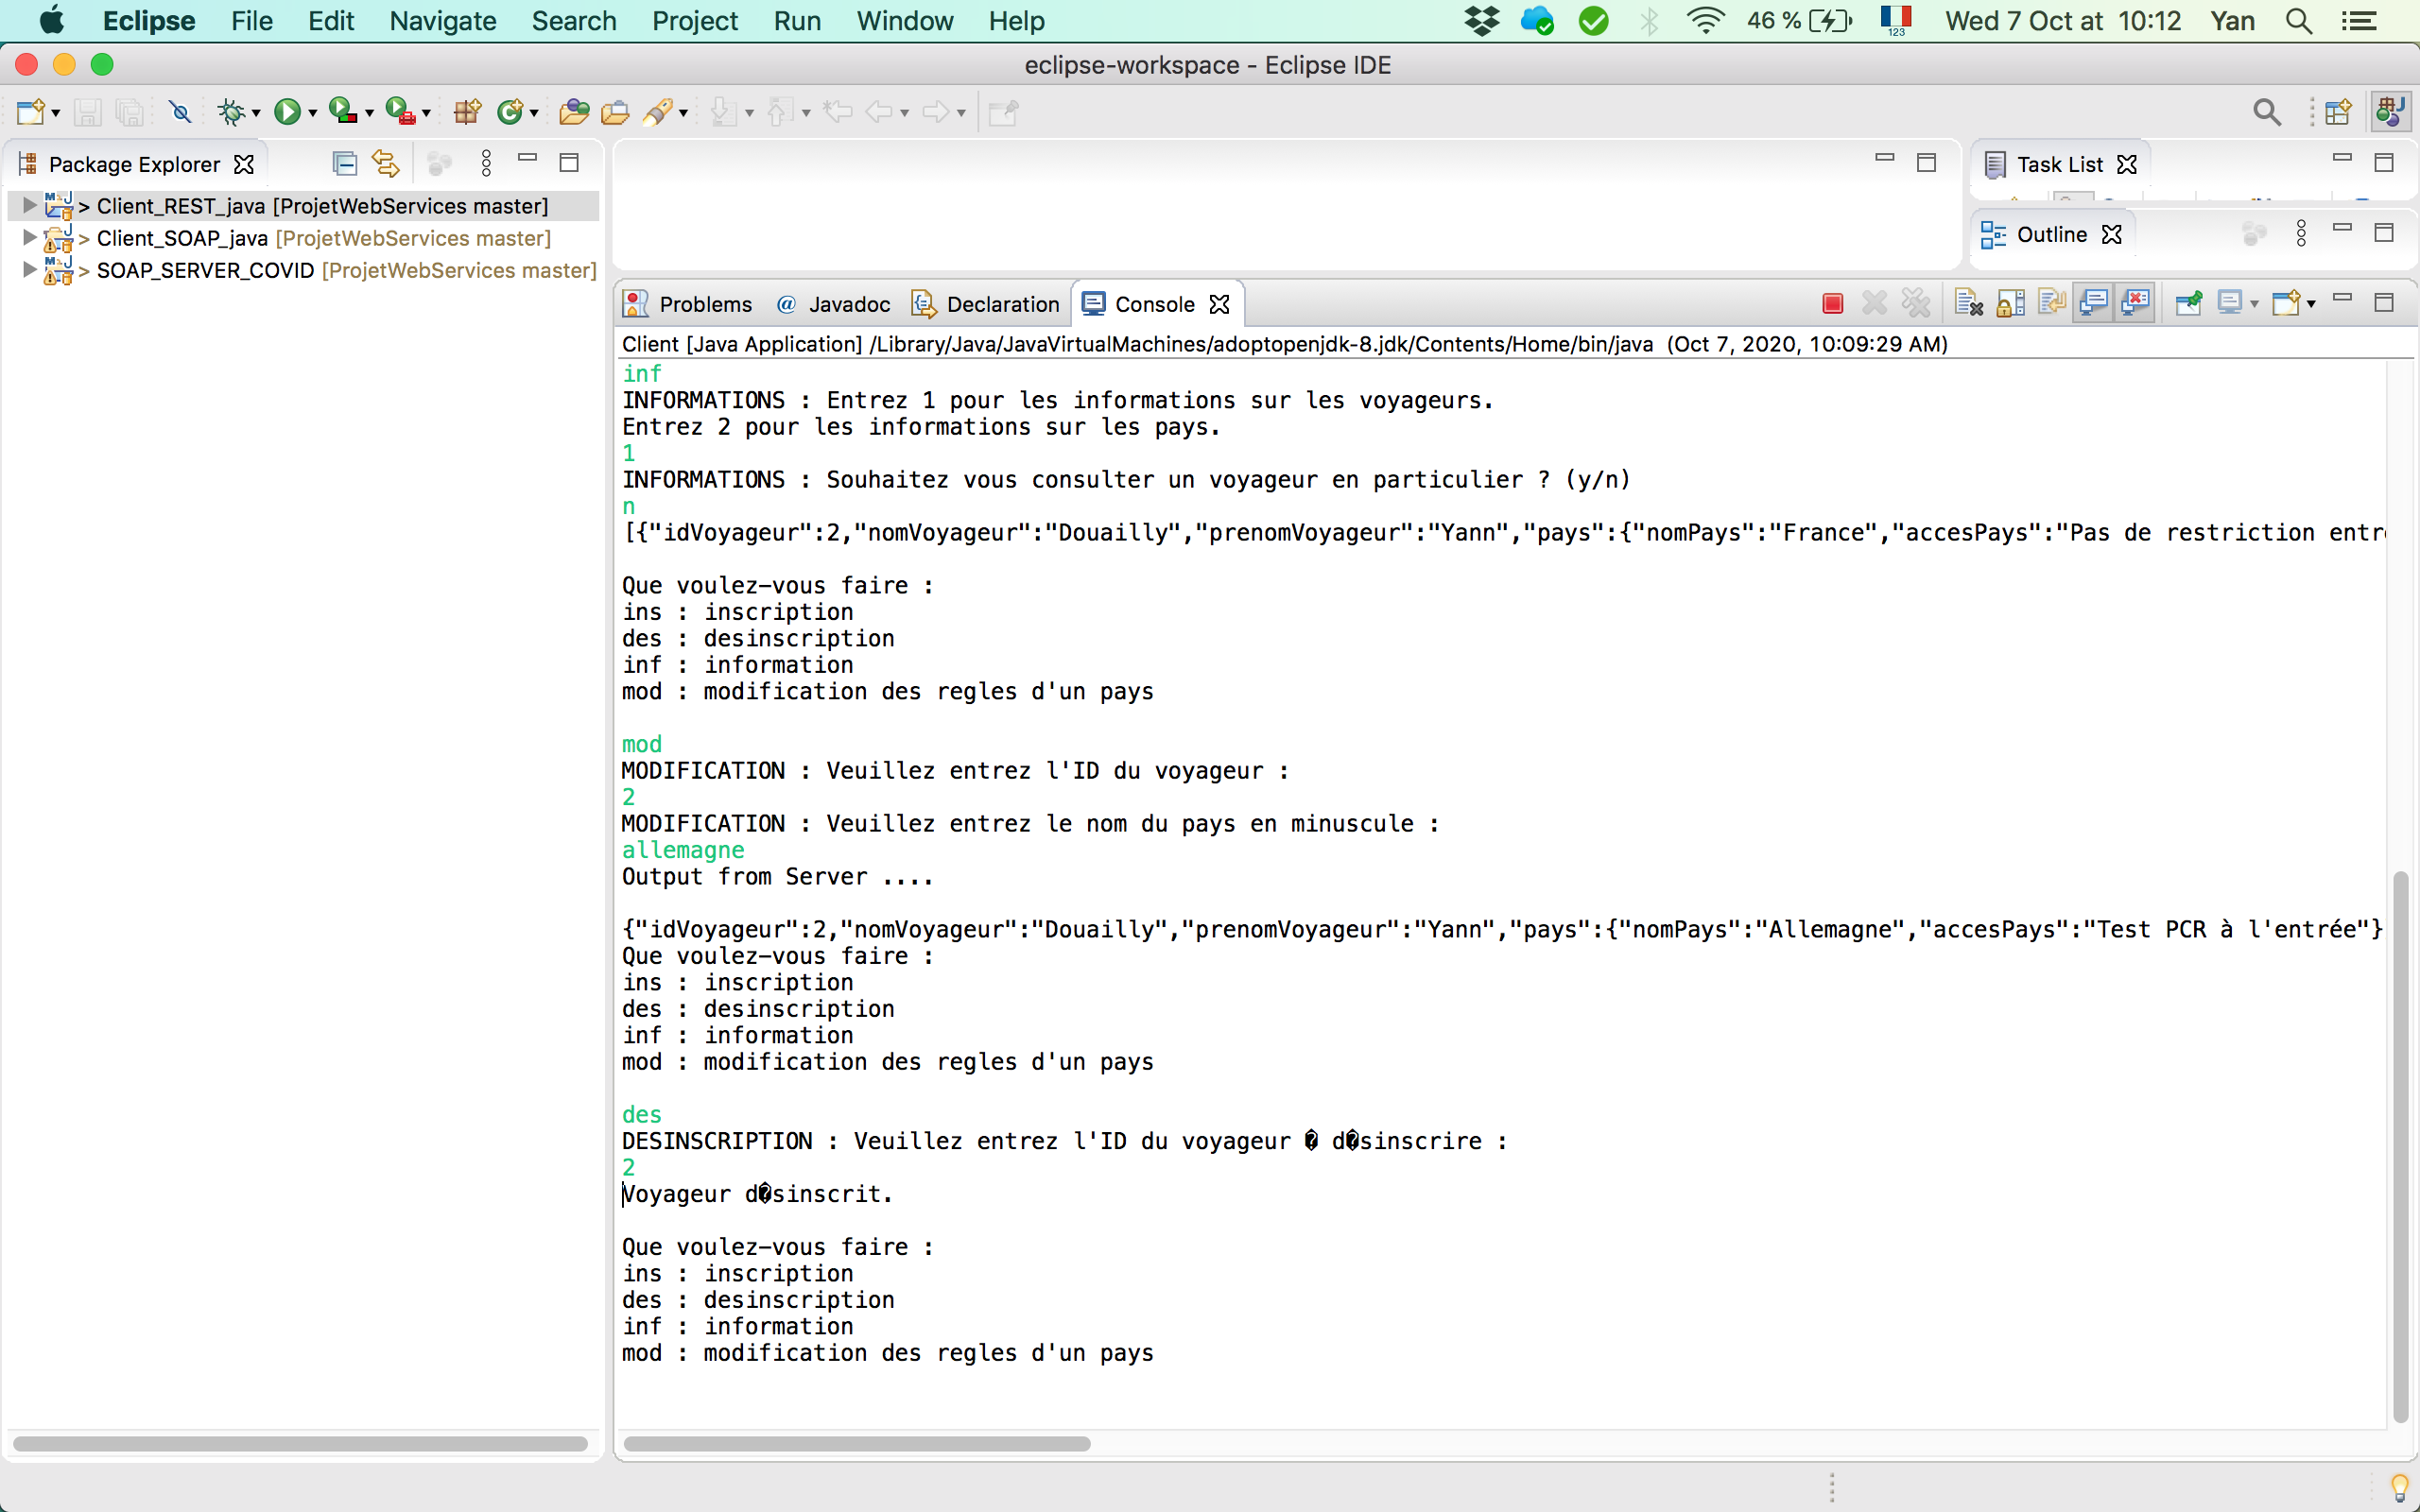 Eclipse File Edit Navigate Search Project Run Window Help 46 % 123 Wed 7 Oct at 10:12 Yan
eclipse-workspace - Eclipse IDE
Package Explorer
> Client_REST_java [ProjetWebServices master]
> Client_SOAP_java [ProjetWebServices master]
> SOAP_SERVER_COVID [ProjetWebServices master]
Task List
Outline
Problems @ Javadoc Declaration Console
Client [Java Application] /Library/Java/JavaVirtualMachines/adoptopenjdk-8.jdk/Contents/Home/bin/java (Oct 7, 2020, 10:09:29 AM)
inf
INFORMATIONS : Entrez 1 pour les informations sur les voyageurs.
Entrez 2 pour les informations sur les pays.
1
INFORMATIONS : Souhaitez vous consulter un voyageur en particulier ? (y/n)
n
[{"idVoyageur":2,"nomVoyageur":"Douailly","prenomVoyageur":"Yann","pays":{"nomPays":"France","accesPays":"Pas de restriction entr
Que voulez-vous faire :
ins : inscription
des : desinscription
inf : information
mod : modification des regles d'un pays
mod
MODIFICATION : Veuillez entrez l'ID du voyageur :
2
MODIFICATION : Veuillez entrez le nom du pays en minuscule :
allemagne
Output from Server ....
{"idVoyageur":2,"nomVoyageur":"Douailly","prenomVoyageur":"Yann","pays":{"nomPays":"Allemagne","accesPays":"Test PCR à l'entrée"}
Que voulez-vous faire :
ins : inscription
des : desinscription
inf : information
mod : modification des regles d'un pays
des
DESINSCRIPTION : Veuillez entrez l'ID du voyageur � d�sinscrire :
2
Voyageur d�sinscrit.
Que voulez-vous faire :
ins : inscription
des : desinscription
inf : information
mod : modification des regles d'un pays